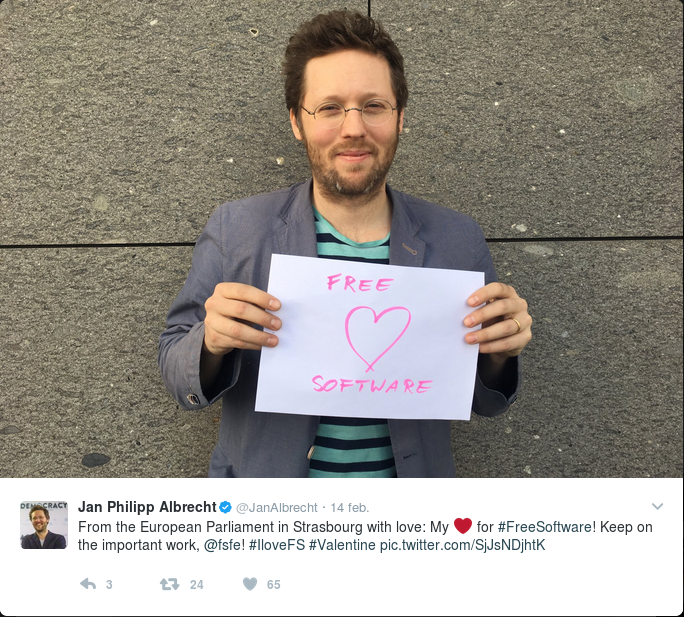 FREE
SOFTWARE
DEMOCRACY
Jan Philipp Albrecht @JanAlbrecht · 14 feb.
From the European Parliament in Strasbourg with love: My ❤ for #FreeSoftware! Keep on
the important work, @fsfe! #IloveFS #Valentine pic.twitter.com/SjJsNDjhtK
3 24 65